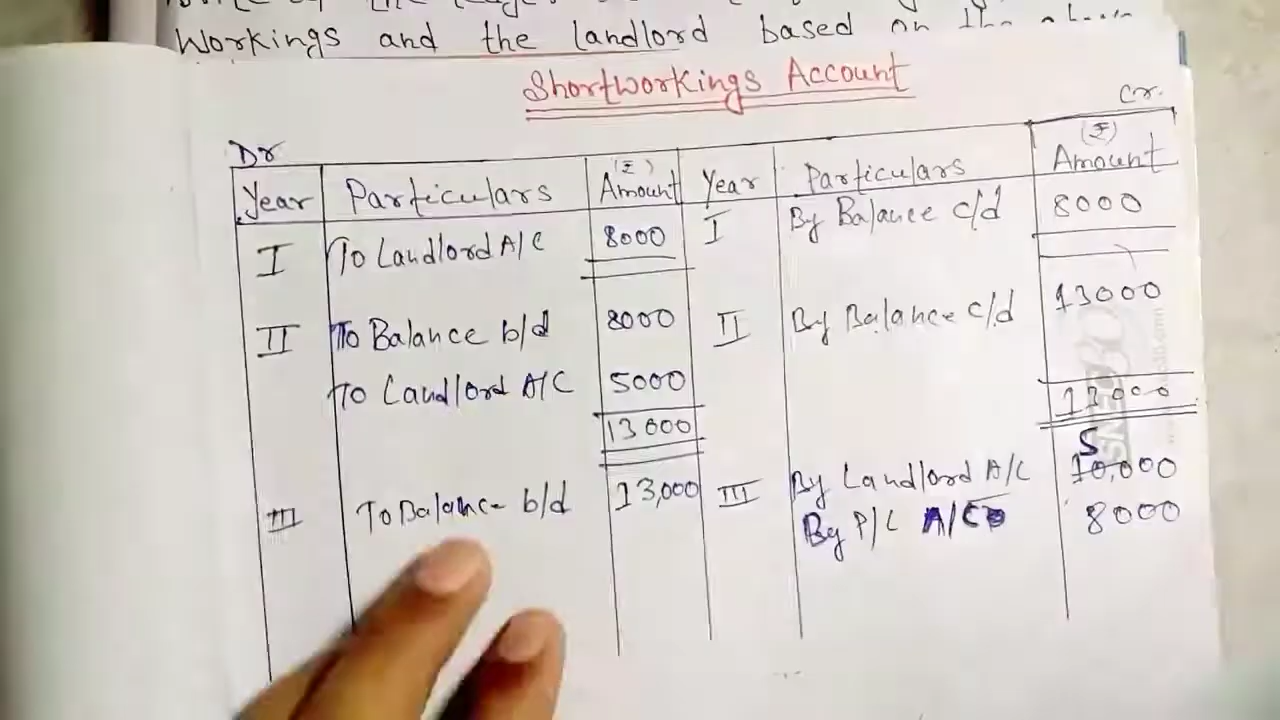 Workings and the landlord based on the
Shortworkings Account
Dr
Cr.
Year Particulars (₹) Amount Year Particulars (₹) Amount
I To Landlord A/C 8000 I By Balance c/d 8000
II To Balance b/d 8000 II By Balance c/d 13000
To Landlord A/C 5000
13000 13000
III To Balance b/d 13,000 III By Landlord A/C 5 10,000
By P/L A/C 8000